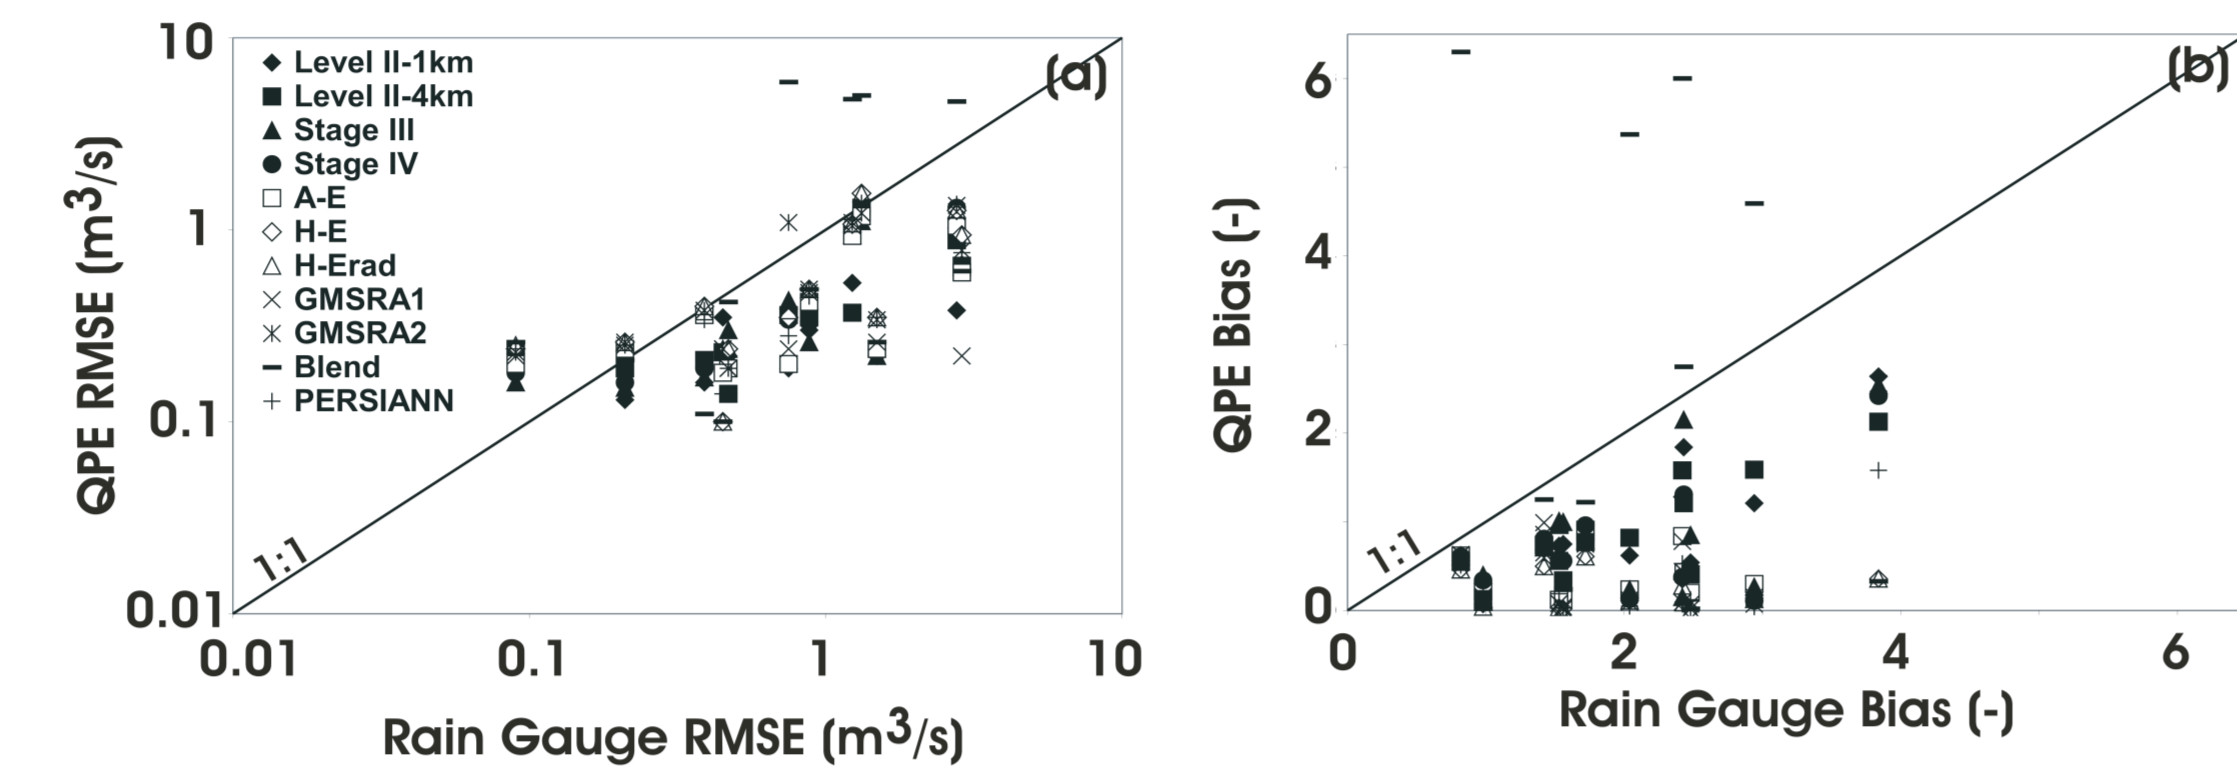 10
1
0.1
0.01
QPE RMSE (m³/s)
Level II-1km
Level II-4km
Stage III
Stage IV
A-E
H-E
H-Erad
GMSRA1
GMSRA2
Blend
PERSIANN
(a)
1:1
0.01 0.1 1 10
Rain Gauge RMSE (m³/s)
6
4
2
0
QPE Bias (-)
(b)
1:1
0 2 4 6
Rain Gauge Bias (-)